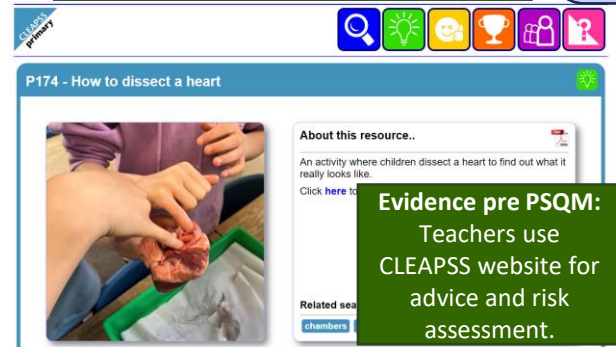 CLEAPSS
primary
P174 - How to dissect a heart
About this resource..
An activity where children dissect a heart to find out what it
really looks like.
Click here to
Evidence pre PSQM:
Teachers use
CLEAPSS website for
advice and risk
assessment.
Related sea
chambers